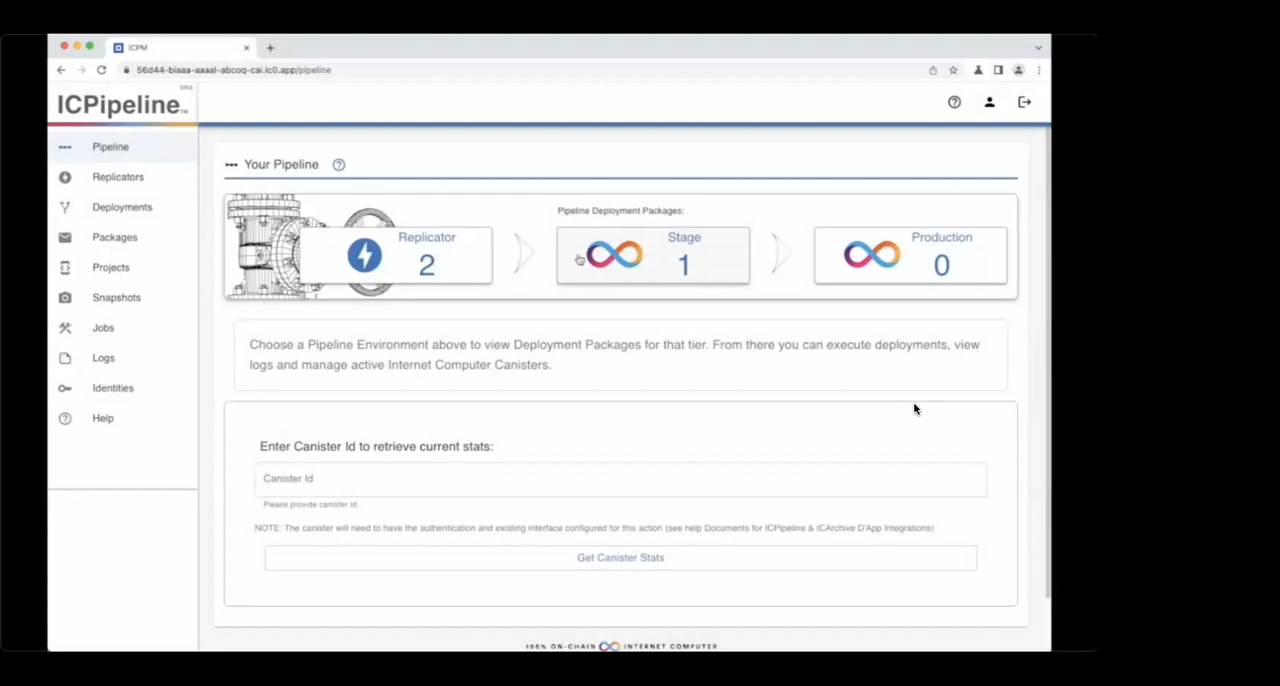 ICPM
56d44-biaaa-aaaal-abcoq-cai.ic0.app/pipeline
BETA
ICPipeline™
Pipeline
Replicators
Deployments
Packages
Projects
Snapshots
Jobs
Logs
Identities
Help
Your Pipeline
Pipeline Deployment Packages:
Replicator
2
Stage
1
Production
0
Choose a Pipeline Environment above to view Deployment Packages for that tier. From there you can execute deployments, view
logs and manage active Internet Computer Canisters.
Enter Canister Id to retrieve current stats:
Canister Id
Please provide canister Id.
NOTE: The canister will need to have the authentication and existing interface configured for this action (see help Documents for ICPipeline & ICArchive D'App Integrations)
Get Canister Stats
100% ON-CHAIN INTERNET COMPUTER